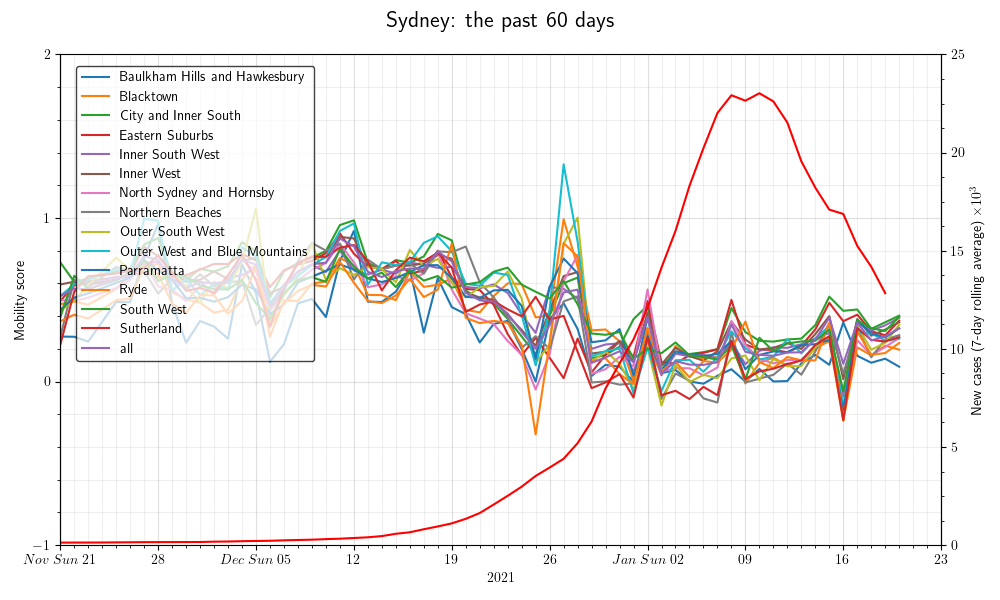 Sydney: the past 60 days
2
1
0
−1
Mobility score
Baulkham Hills and Hawkesbury
Blacktown
City and Inner South
Eastern Suburbs
Inner South West
Inner West
North Sydney and Hornsby
Northern Beaches
Outer South West
Outer West and Blue Mountains
Parramatta
Ryde
South West
Sutherland
all
25
20
15
10
5
0
New cases (7-day rolling average) ×10³
Nov Sun 21 28 Dec Sun 05 12 19 26 Jan Sun 02 09 16 23
2021